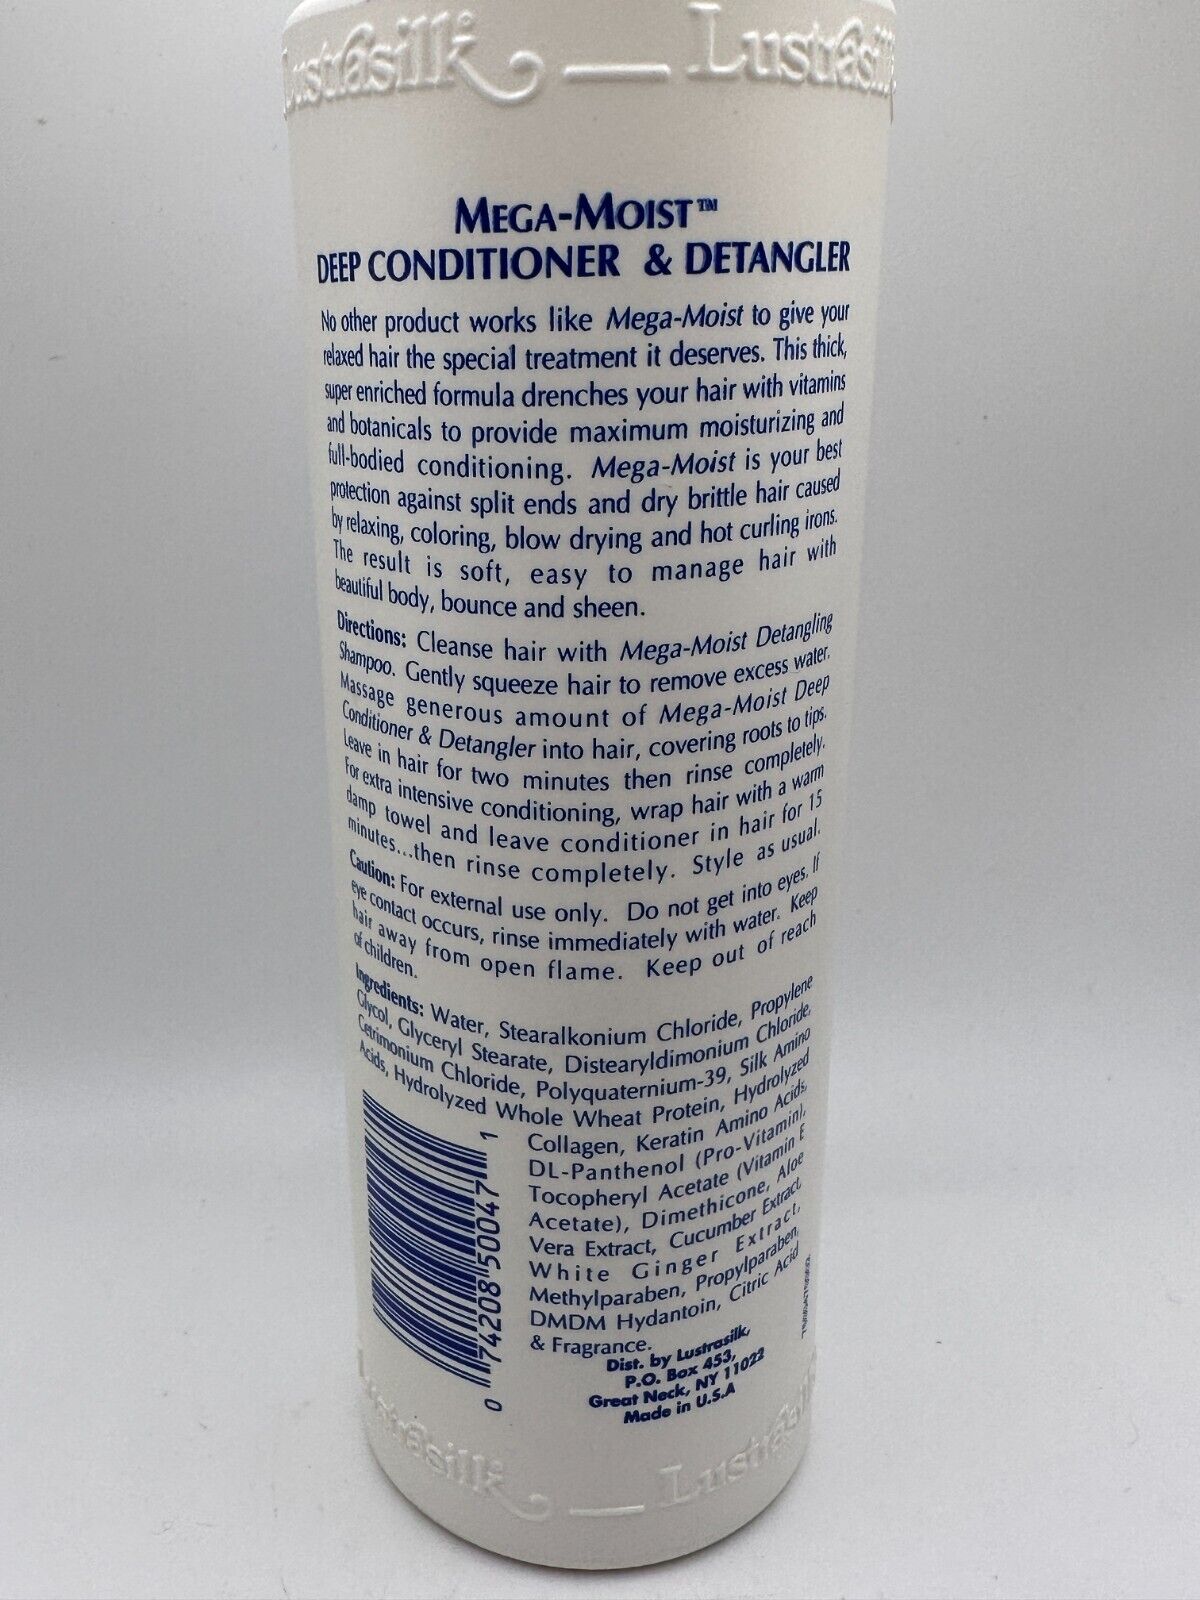 Lustrasilk — Lustrasilk
MEGA-MOIST™
DEEP CONDITIONER & DETANGLER
No other product works like Mega-Moist to give your
relaxed hair the special treatment it deserves. This thick,
super enriched formula drenches your hair with vitamins
and botanicals to provide maximum moisturizing and
full-bodied conditioning. Mega-Moist is your best
protection against split ends and dry brittle hair caused
by relaxing, coloring, blow drying and hot curling irons.
The result is soft, easy to manage hair with
beautiful body, bounce and sheen.
Directions: Cleanse hair with Mega-Moist Detangling
Shampoo. Gently squeeze hair to remove excess water.
Massage generous amount of Mega-Moist Deep
Conditioner & Detangler into hair, covering roots to tips.
Leave in hair for two minutes then rinse completely.
For extra intensive conditioning, wrap hair with a warm
damp towel and leave conditioner in hair for 15
minutes...then rinse completely. Style as usual.
Caution: For external use only. Do not get into eyes. If
eye contact occurs, rinse immediately with water. Keep
hair away from open flame. Keep out of reach
of children.
Ingredients: Water, Stearalkonium Chloride, Propylene
Glycol, Glyceryl Stearate, Distearyldimonium Chloride,
Cetrimonium Chloride, Polyquaternium-39, Silk Amino
Acids, Hydrolyzed Whole Wheat Protein, Hydrolyzed
Collagen, Keratin Amino Acids,
DL-Panthenol (Pro-Vitamin),
Tocopheryl Acetate (Vitamin E
Acetate), Dimethicone, Aloe
Vera Extract, Cucumber Extract,
White Ginger Extract,
Methylparaben, Propylparaben,
DMDM Hydantoin, Citric Acid
& Fragrance.
0 74208 50047 1
Dist. by Lustrasilk,
P.O. Box 453,
Great Neck, NY 11022
Made in U.S.A
Lustrasilk — Lustrasilk